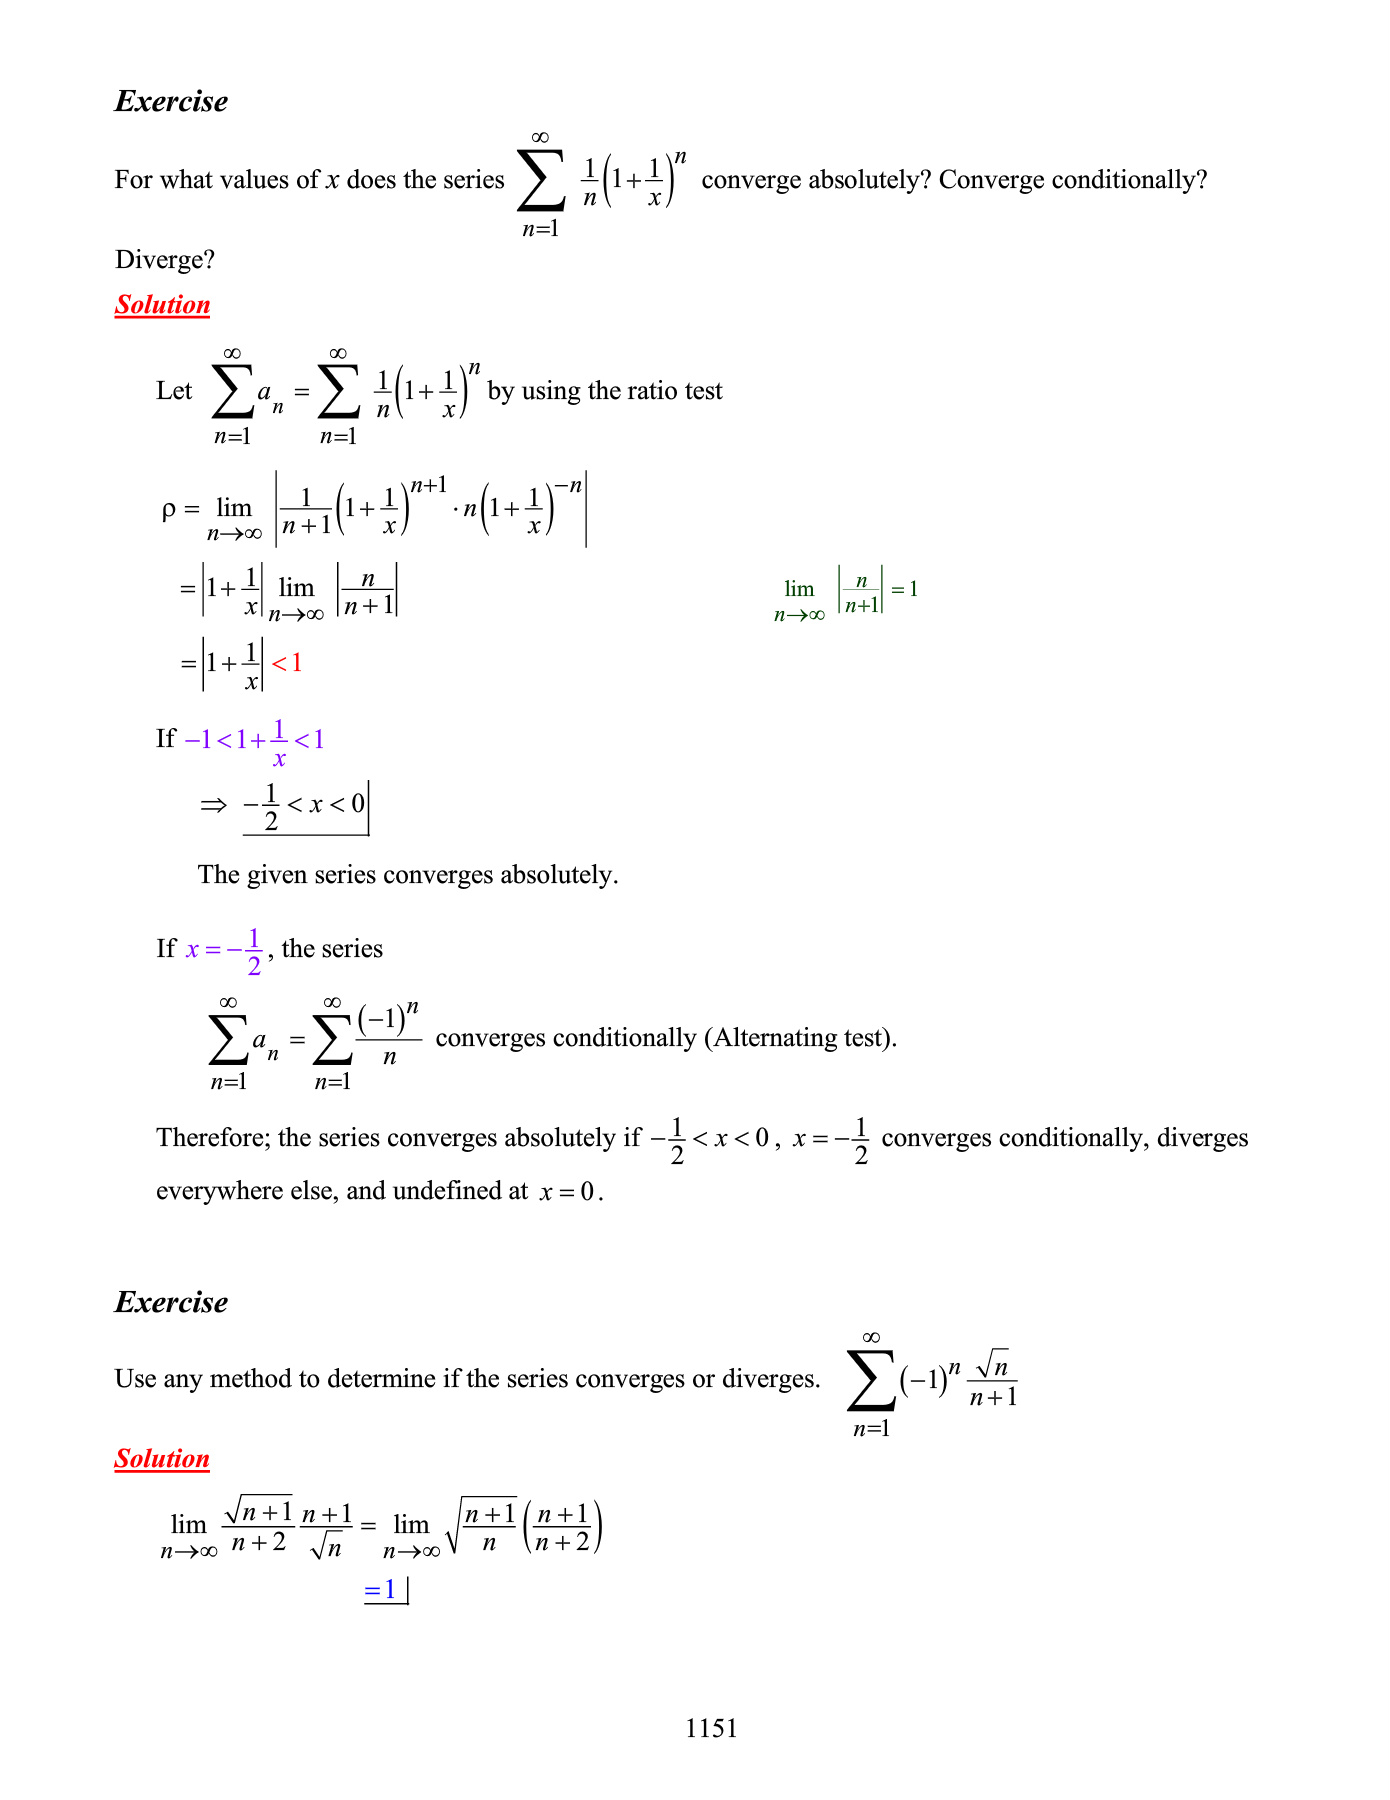 Exercise
For what values of x does the series $\sum_{n=1}^{\infty} \frac{1}{n}\left(1+\frac{1}{x}\right)^n$ converge absolutely? Converge conditionally?
Diverge?
Solution
Let $\sum_{n=1}^{\infty} a_n = \sum_{n=1}^{\infty} \frac{1}{n}\left(1+\frac{1}{x}\right)^n$ by using the ratio test
$\rho = \lim_{n\to\infty} \left|\frac{1}{n+1}\left(1+\frac{1}{x}\right)^{n+1} \cdot n\left(1+\frac{1}{x}\right)^{-n}\right|$
$= \left|1+\frac{1}{x}\right| \lim_{n\to\infty} \left|\frac{n}{n+1}\right|$ $\lim_{n\to\infty} \left|\frac{n}{n+1}\right| = 1$
$= \left|1+\frac{1}{x}\right| < 1$
If $-1 < 1+\frac{1}{x} < 1$
$\Rightarrow -\frac{1}{2} < x < 0$
The given series converges absolutely.
If $x = -\frac{1}{2}$, the series
$\sum_{n=1}^{\infty} a_n = \sum_{n=1}^{\infty} \frac{(-1)^n}{n}$ converges conditionally (Alternating test).
Therefore; the series converges absolutely if $-\frac{1}{2} < x < 0$, $x = -\frac{1}{2}$ converges conditionally, diverges
everywhere else, and undefined at $x = 0$.
Exercise
Use any method to determine if the series converges or diverges. $\sum_{n=1}^{\infty} (-1)^n \frac{\sqrt{n}}{n+1}$
Solution
$\lim_{n\to\infty} \frac{\sqrt{n+1}}{n+2} \frac{n+1}{\sqrt{n}} = \lim_{n\to\infty} \sqrt{\frac{n+1}{n}} \left(\frac{n+1}{n+2}\right)$
$= 1$
1151